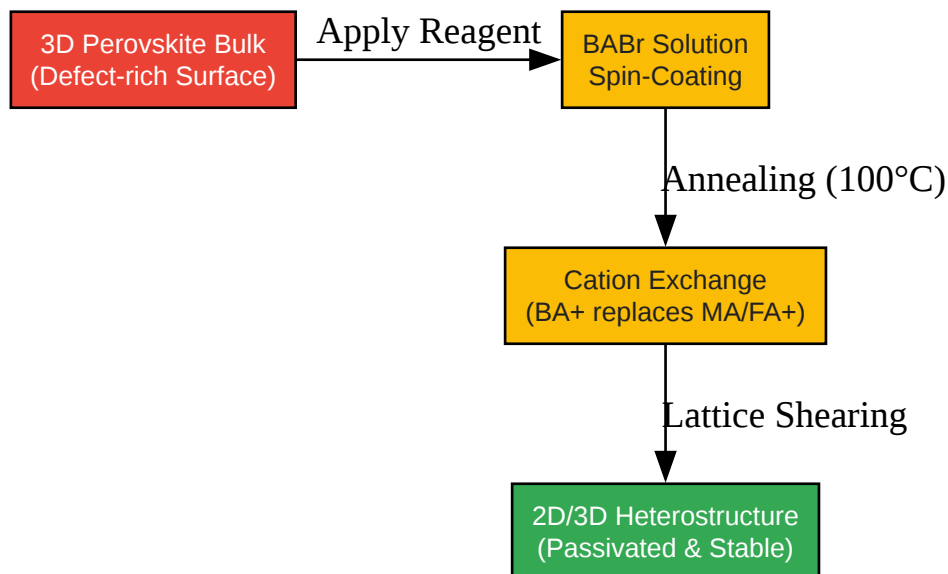 3D Perovskite Bulk
(Defect-rich Surface)
Apply Reagent
BABr Solution
Spin-Coating
Annealing (100°C)
Cation Exchange
(BA+ replaces MA/FA+)
Lattice Shearing
2D/3D Heterostructure
(Passivated & Stable)